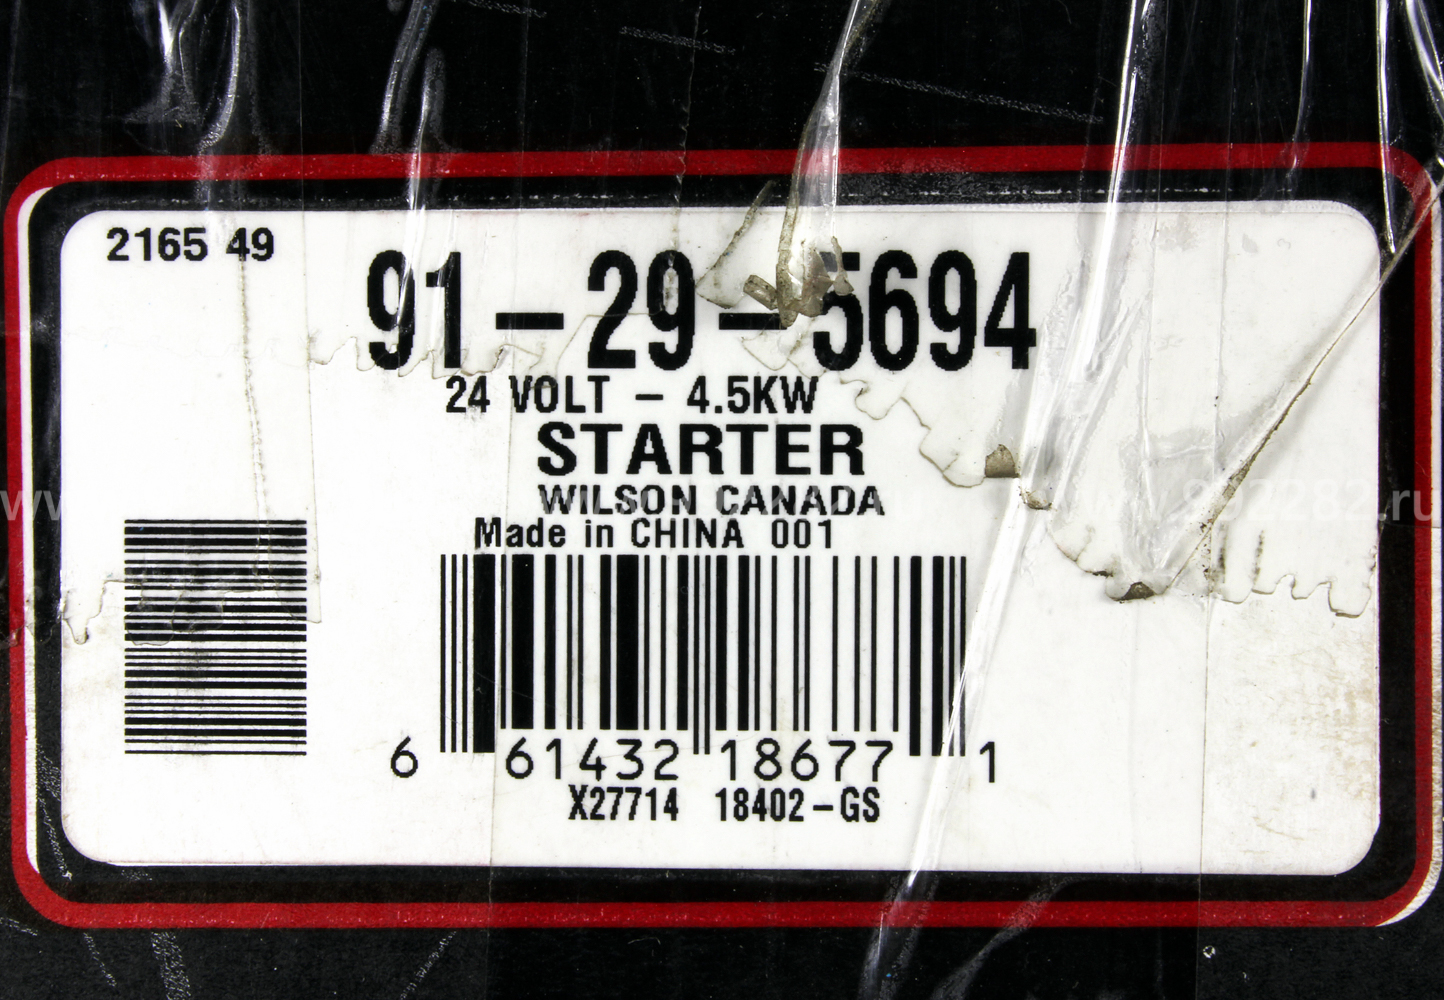 2165 49
91-29-5694
24 VOLT - 4.5KW
STARTER
WILSON CANADA
Made in CHINA 001
6 61432 18677 1
X27714 18402-GS